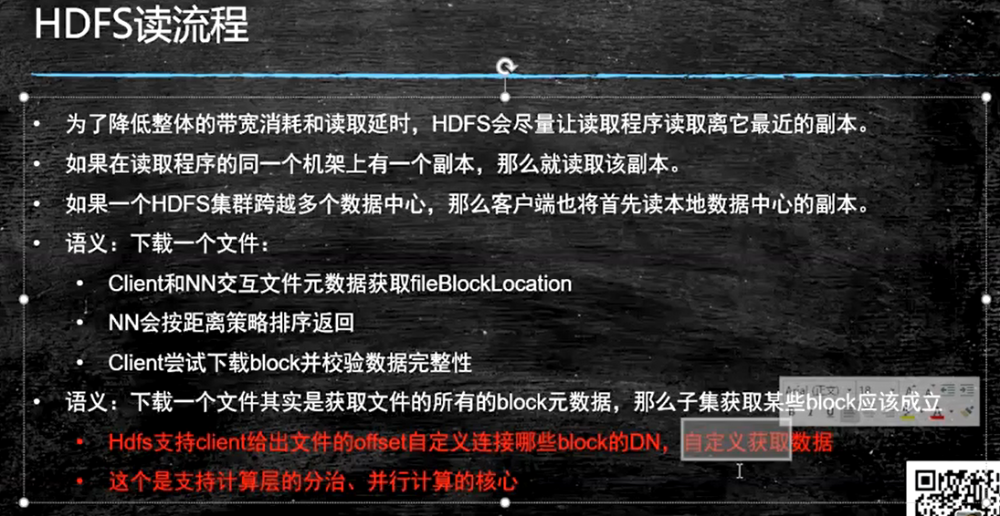 HDFS读流程
为了降低整体的带宽消耗和读取延时，HDFS会尽量让读取程序读取离它最近的副本。
如果在读取程序的同一个机架上有一个副本，那么就读取该副本。
如果一个HDFS集群跨越多个数据中心，那么客户端也将首先读本地数据中心的副本。
语义：下载一个文件：
Client和NN交互文件元数据获取fileBlockLocation
NN会按距离策略排序返回
Client尝试下载block并校验数据完整性
语义：下载一个文件其实是获取文件的所有的block元数据，那么子集获取某些block应该成立
Hdfs支持client给出文件的offset自定义连接哪些block的DN，自定义获取数据
这个是支持计算层的分治、并行计算的核心